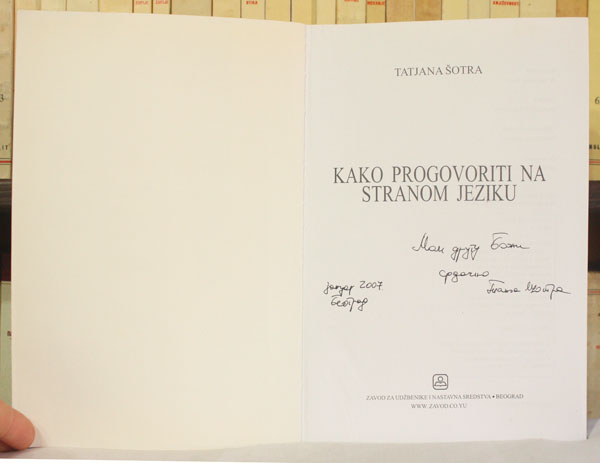 TATJANA ŠOTRA
KAKO PROGOVORITI NA
STRANOM JEZIKU
Мом другу Божи
срдачно
јануар 2007
Београд
ZAVOD ZA UDŽBENIKE I NASTAVNA SREDSTVA • BEOGRAD
WWW.ZAVOD.CO.YU